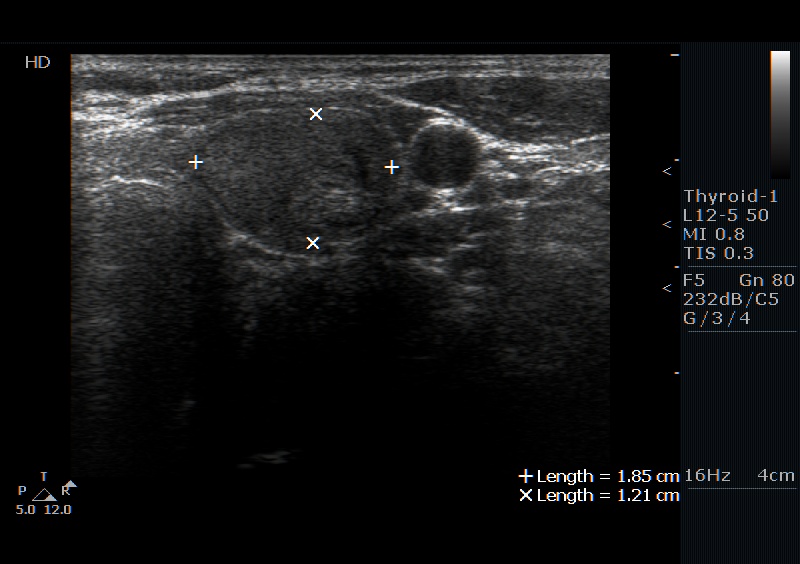 HD
Thyroid-1
L12-5 50
MI 0.8
TIS 0.3
F5 Gn 80
232dB/C5
G/3/4
+ Length = 1.85 cm 16Hz 4cm
× Length = 1.21 cm
T
P R
5.0 12.0